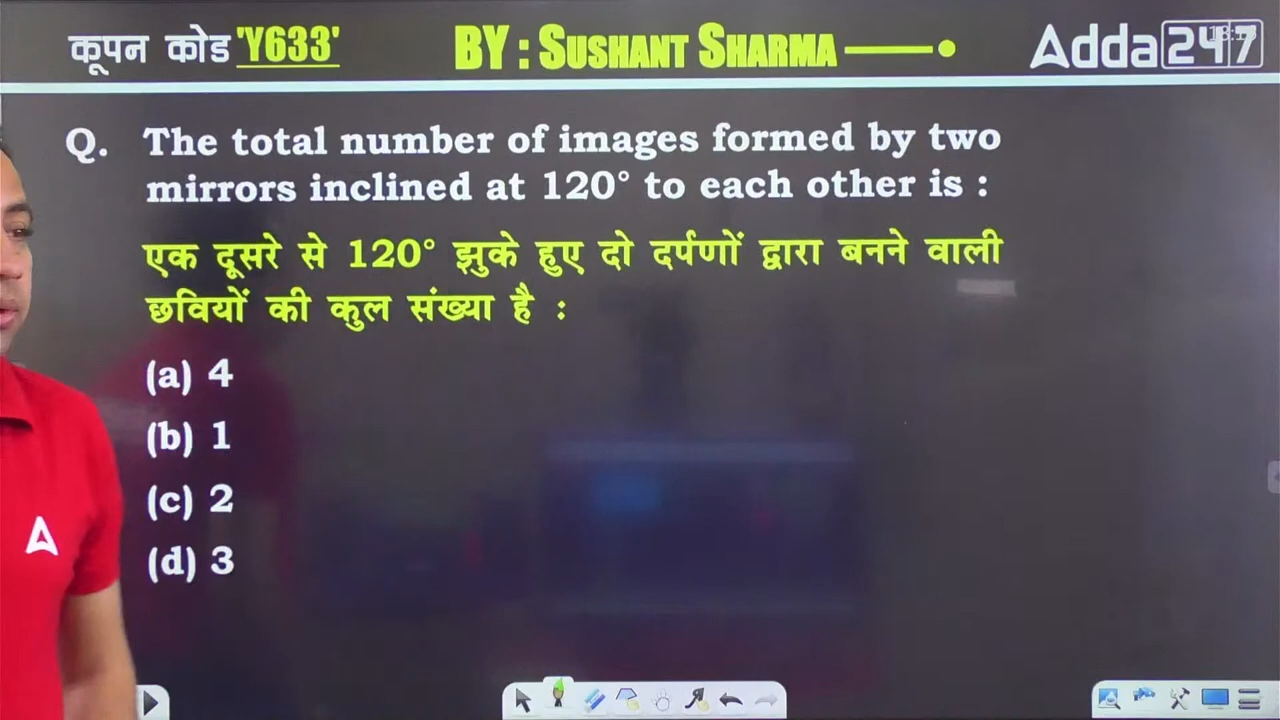 कूपन कोड 'Y633'
BY : SUSHANT SHARMA
Adda247
Q. The total number of images formed by two
mirrors inclined at 120° to each other is :
एक दूसरे से 120° झुके हुए दो दर्पणों द्वारा बनने वाली
छवियों की कुल संख्या है :
(a) 4
(b) 1
(c) 2
(d) 3